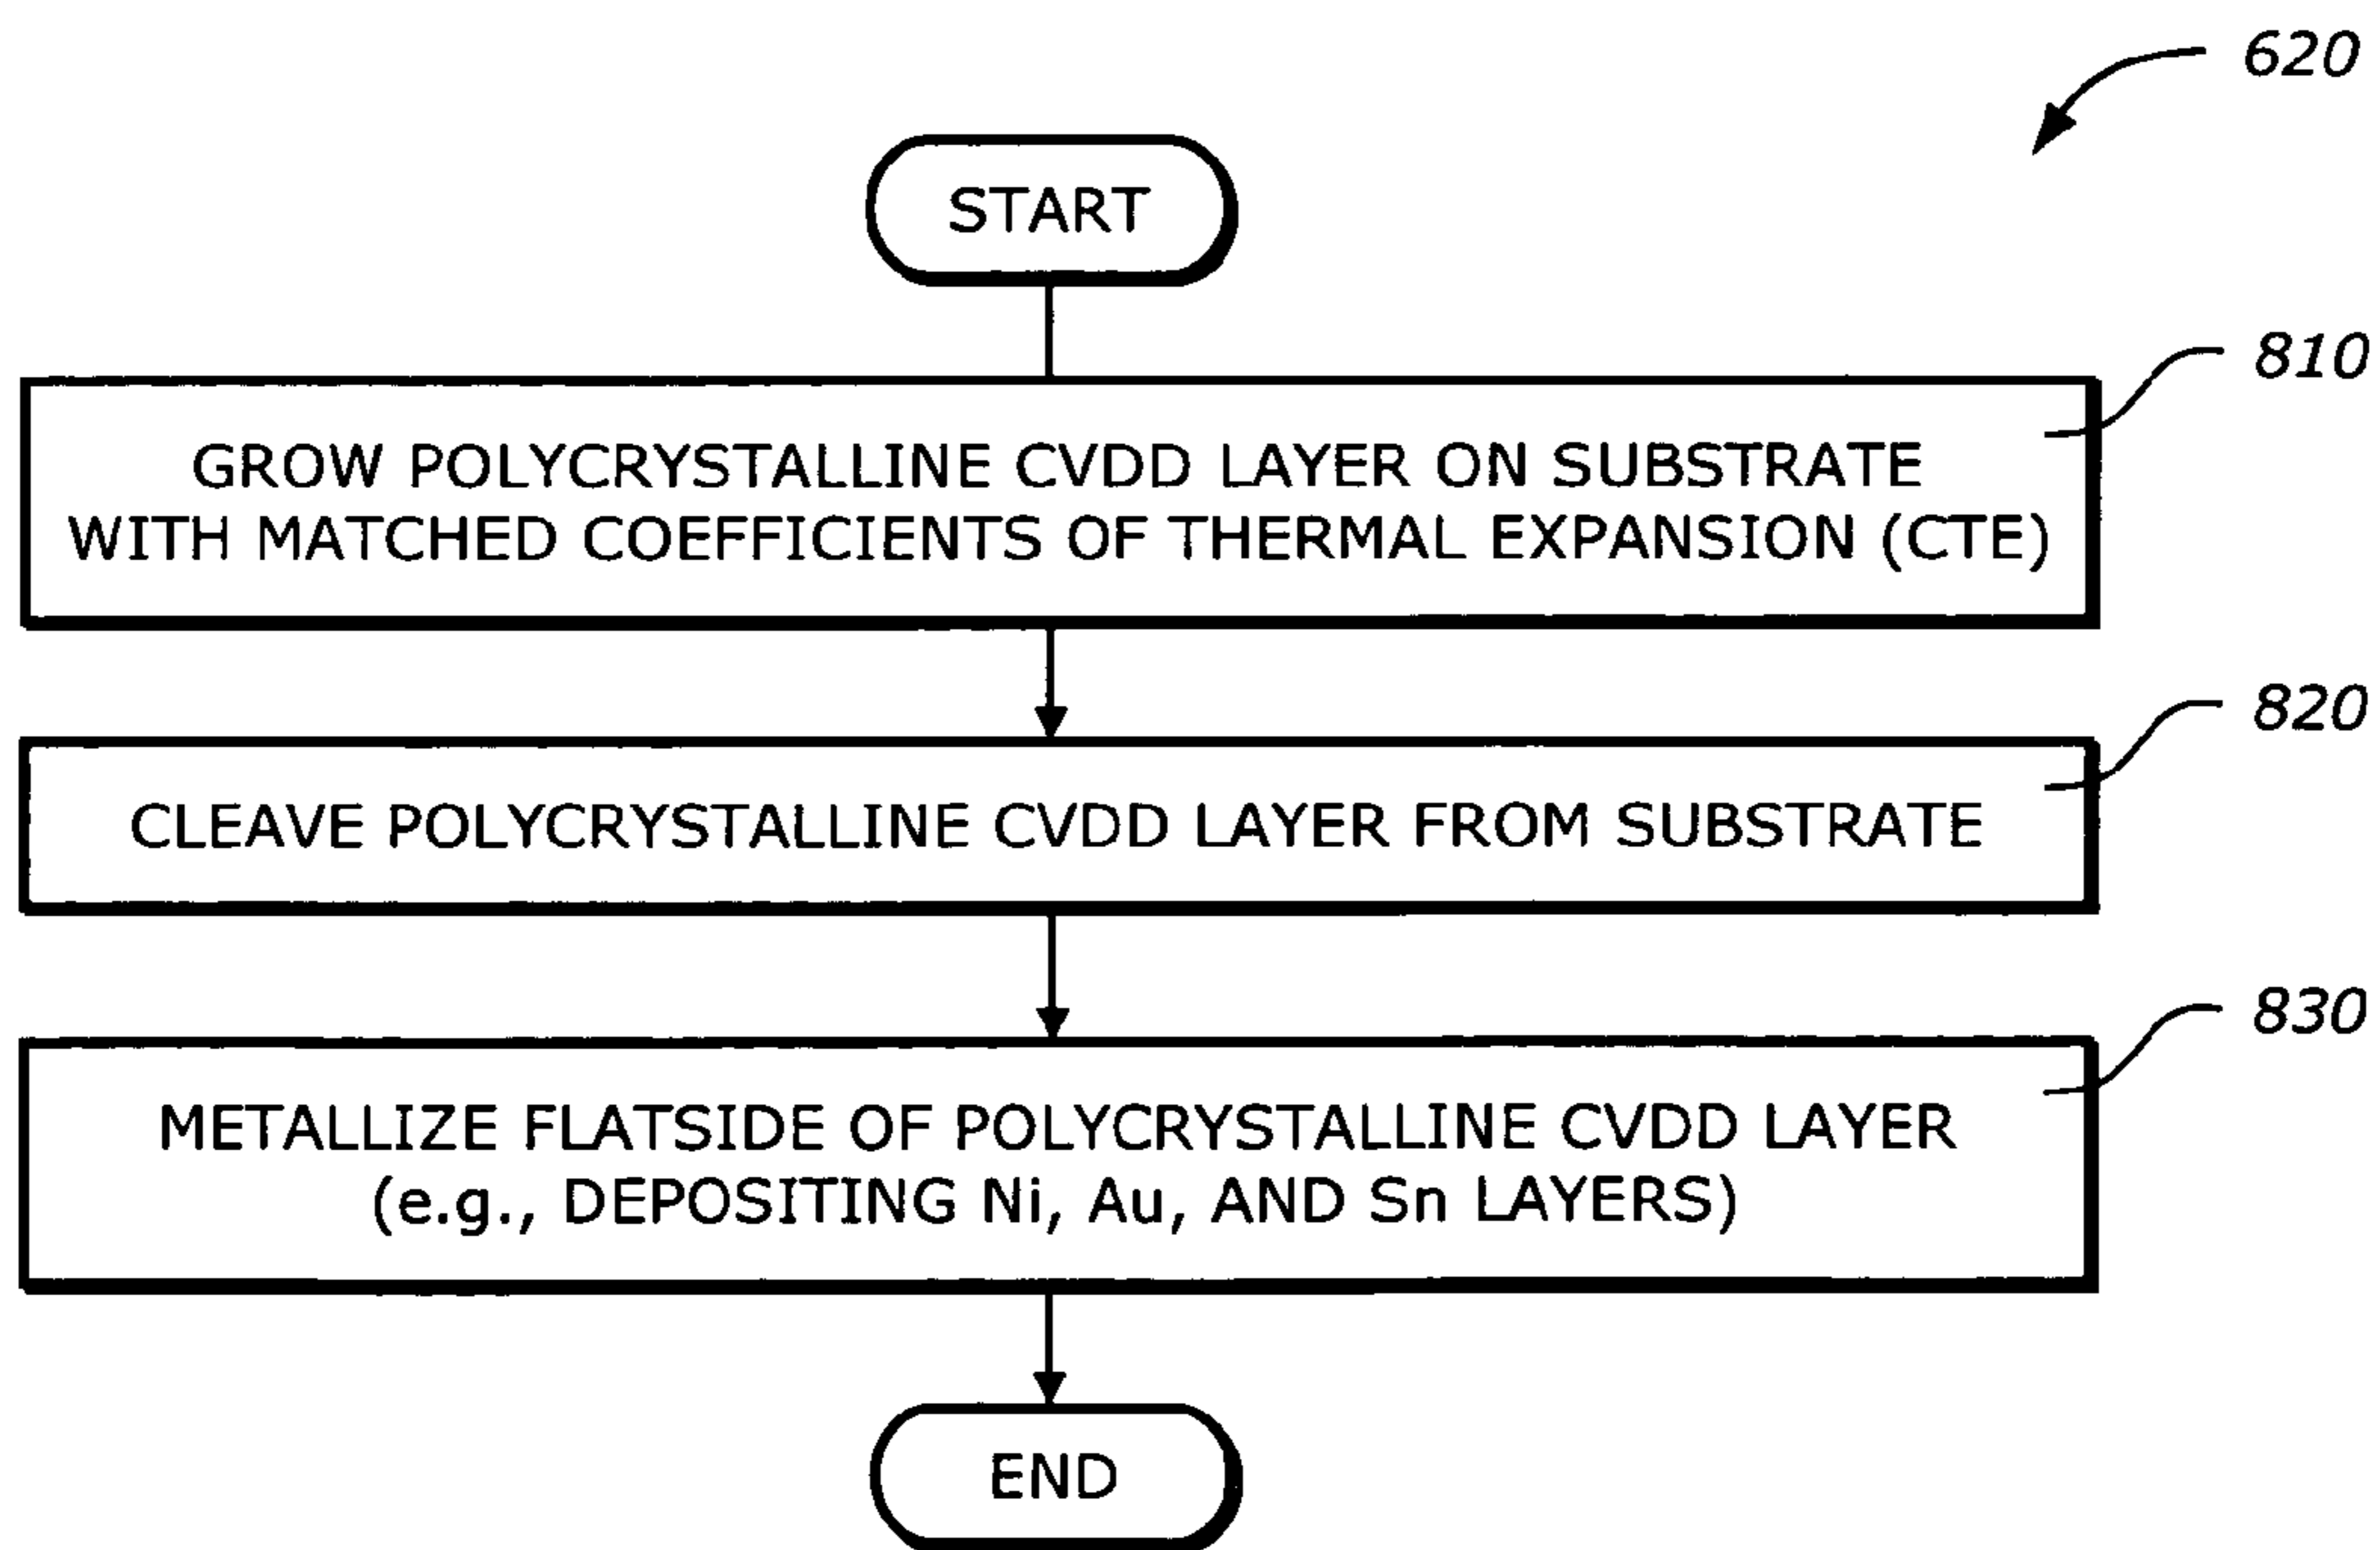 620
START
810
GROW POLYCRYSTALLINE CVDD LAYER ON SUBSTRATE
WITH MATCHED COEFFICIENTS OF THERMAL EXPANSION (CTE)
820
CLEAVE POLYCRYSTALLINE CVDD LAYER FROM SUBSTRATE
830
METALLIZE FLATSIDE OF POLYCRYSTALLINE CVDD LAYER
(e.g., DEPOSITING Ni, Au, AND Sn LAYERS)
END